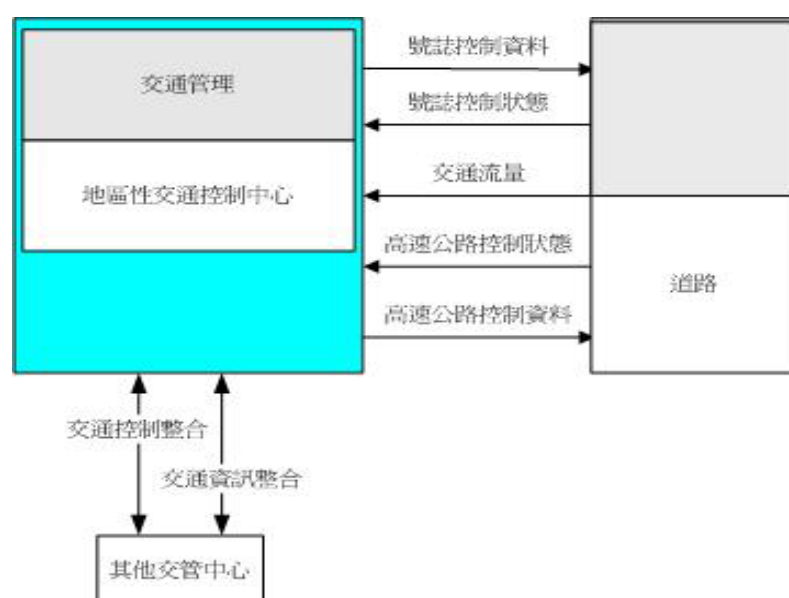 交通管理
地區性交通控制中心
號誌控制資料
號誌控制狀態
交通流量
高速公路控制狀態
高速公路控制資料
道路
交通控制整合
交通資訊整合
其他交管中心